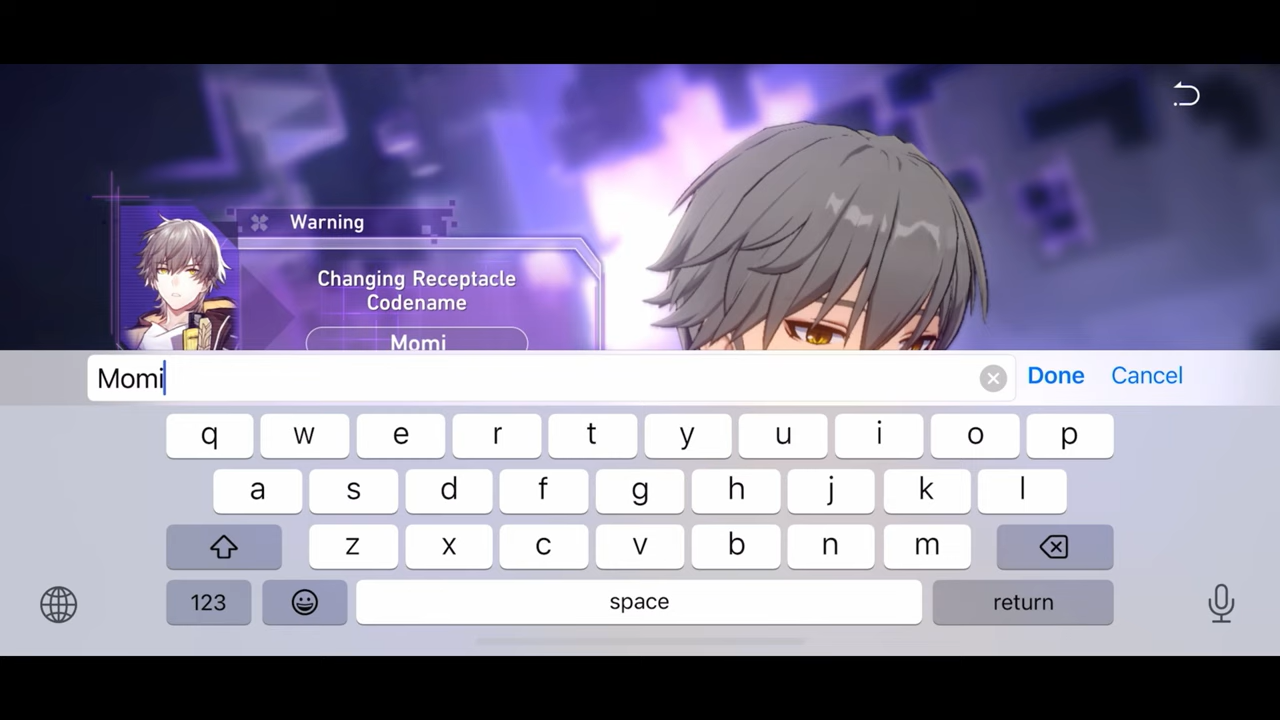 Warning
Changing Receptacle
Codename
Momi
Momi
Done
Cancel
q w e r t y u i o p
a s d f g h j k l
z x c v b n m
123
space
return